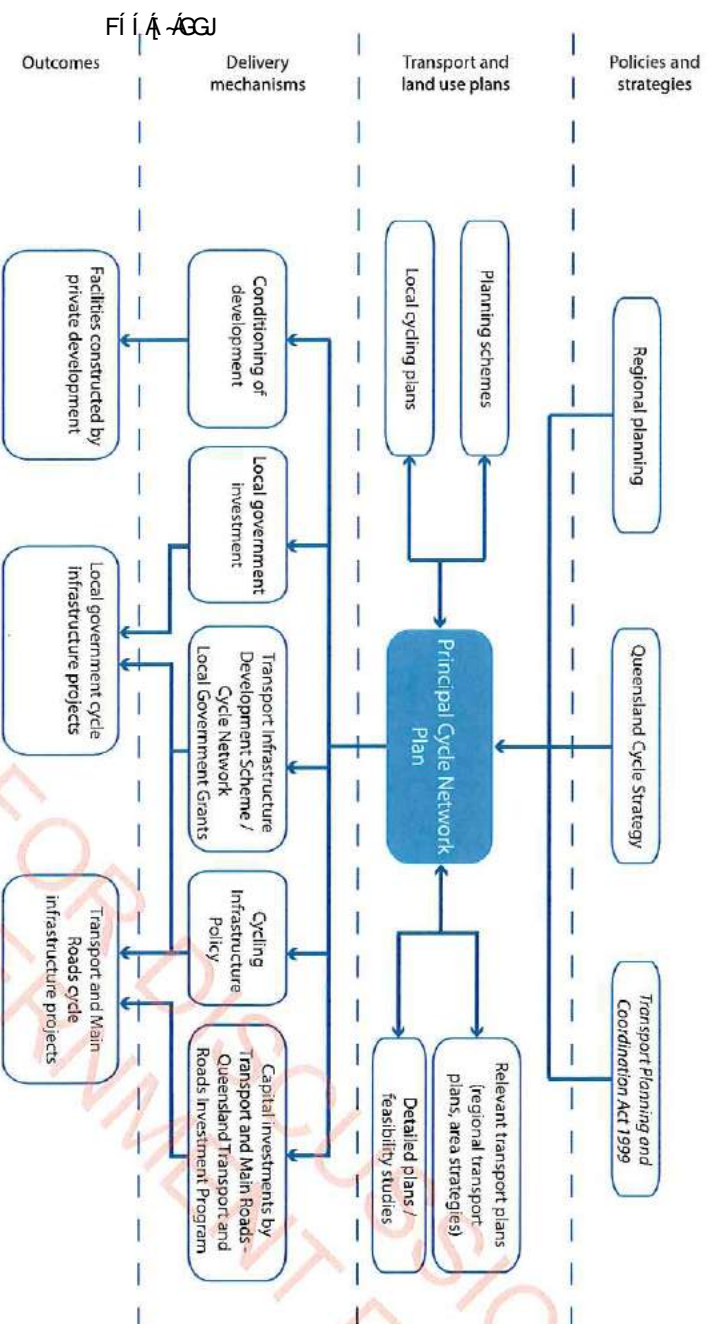 Policies and
strategies
Regional planning
Queensland Cycle Strategy
Transport Planning and
Coordination Act 1999
Transport and
land use plans
Planning schemes
Local cycling plans
Principal Cycle Network
Plan
Relevant transport plans
(regional transport
plans, area strategies)
Detailed plans /
feasibility studies
Delivery
mechanisms
Conditioning of
development
Local government
investment
Transport Infrastructure
Development Scheme /
Cycle Network
Local Government Grants
Cycling
Infrastructure
Policy
Capital investments by
Transport and Main Roads -
Queensland Transport and
Roads Investment Program
Outcomes
Facilities constructed by
private development
Local government cycle
infrastructure projects
Transport and Main
Roads cycle
infrastructure projects
FOR DISCUSSIO